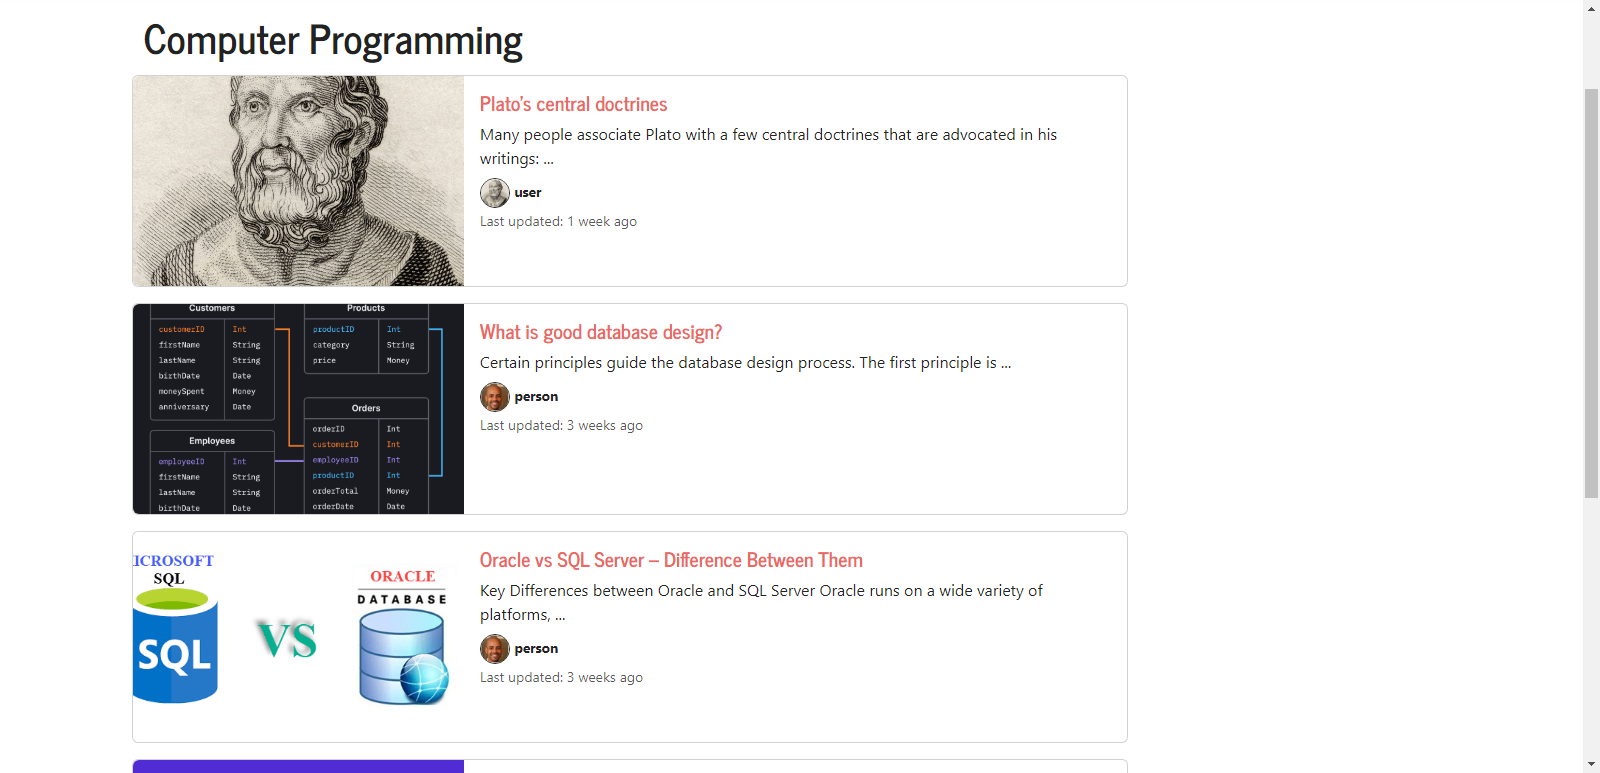 Computer Programming
Plato's central doctrines
Many people associate Plato with a few central doctrines that are advocated in his
writings: ...
user
Last updated: 1 week ago
Customers
customerID Int
firstName String
lastName String
birthDate Date
moneySpent Money
anniversary Date
Products
productID Int
category String
price Money
Orders
orderID Int
customerID Int
employeeID Int
productID Int
orderTotal Money
orderDate Date
Employees
employeeID Int
firstName String
lastName String
birthDate Date
What is good database design?
Certain principles guide the database design process. The first principle is ...
person
Last updated: 3 weeks ago
ICROSOFT
SQL
SQL
VS
ORACLE
DATABASE
Oracle vs SQL Server – Difference Between Them
Key Differences between Oracle and SQL Server Oracle runs on a wide variety of
platforms, ...
person
Last updated: 3 weeks ago